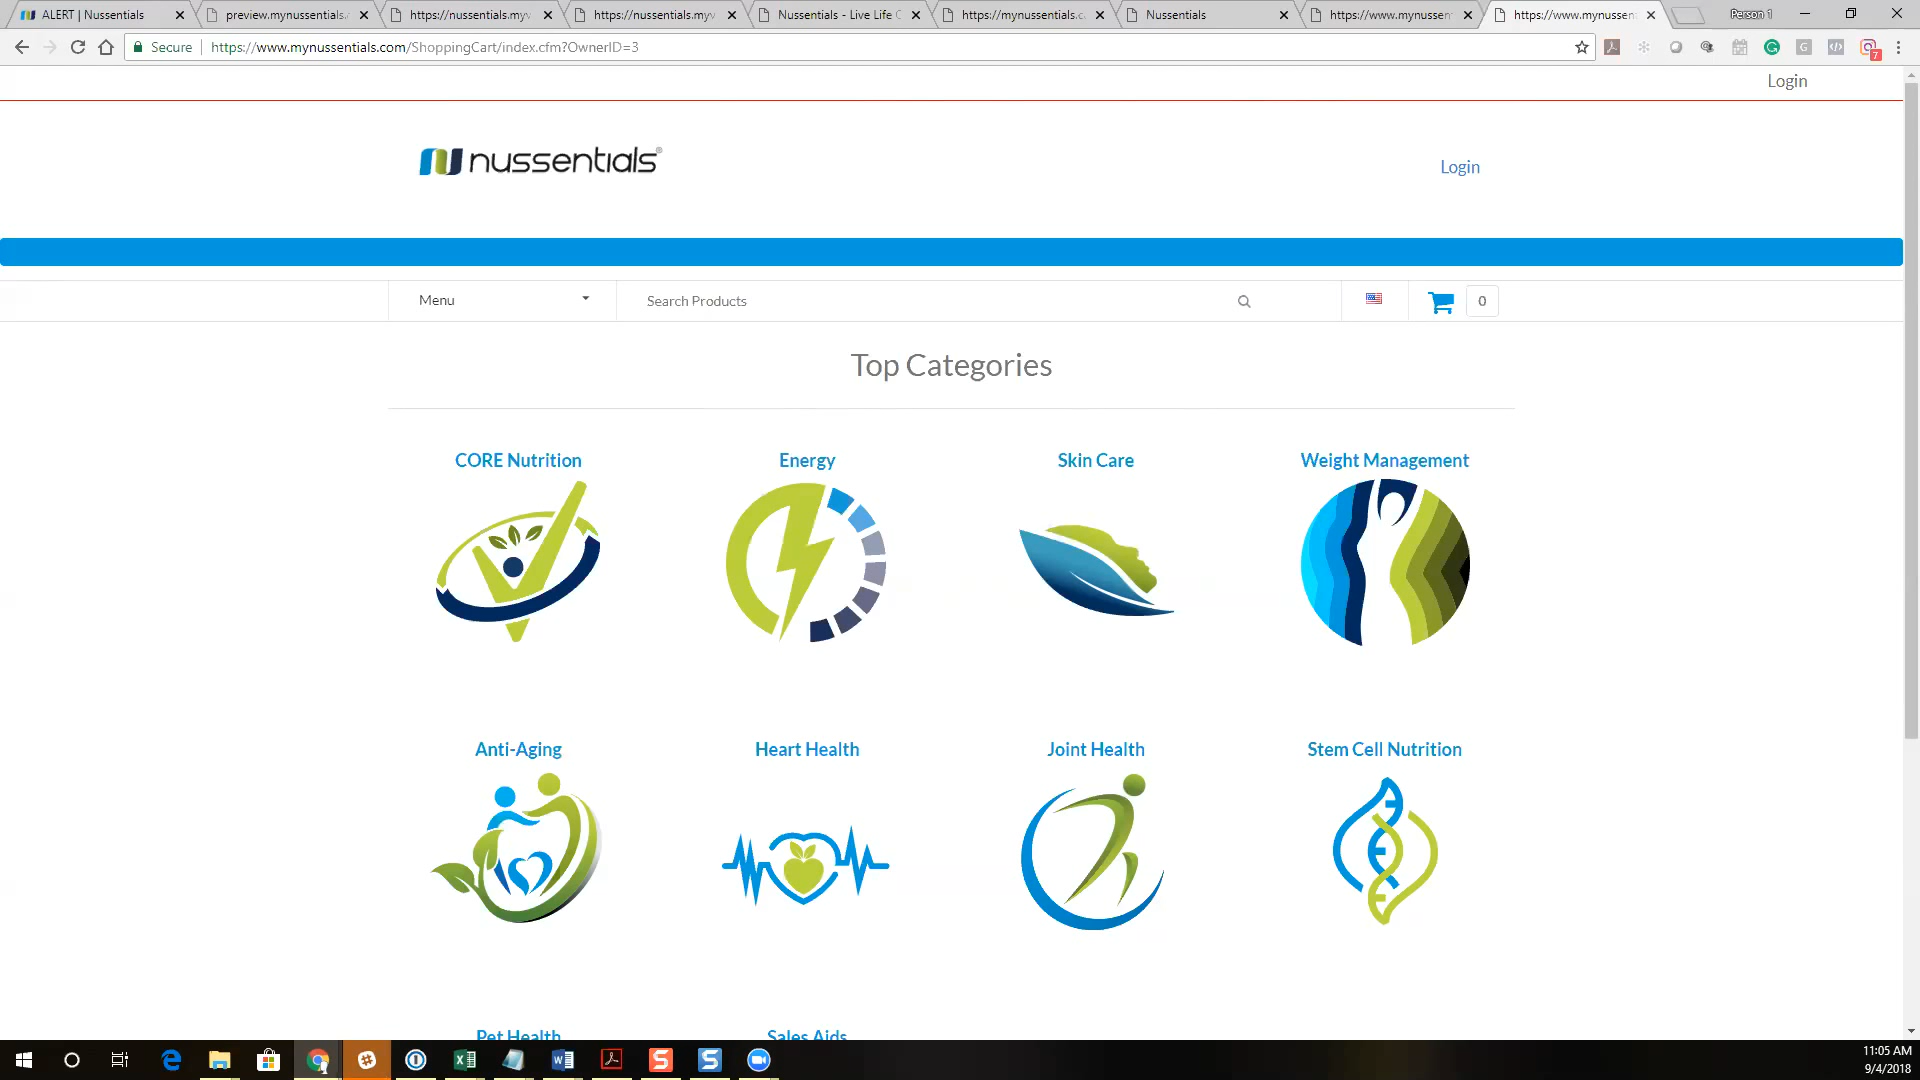 ALERT | Nussentials
preview.mynussentials.
https://nussentials.myv
https://nussentials.myv
Nussentials - Live Life
https://mynussentials.c
Nussentials
https://www.mynussen
https://www.mynussen
Person 1
Secure
https://www.mynussentials.com/ShoppingCart/index.cfm?OwnerID=3
7
Login
nussentials®
Login
Menu
Search Products
0
Top Categories
CORE Nutrition
Energy
Skin Care
Weight Management
Anti-Aging
Heart Health
Joint Health
Stem Cell Nutrition
Pet Health
Sales Aids
11:05 AM
9/4/2018